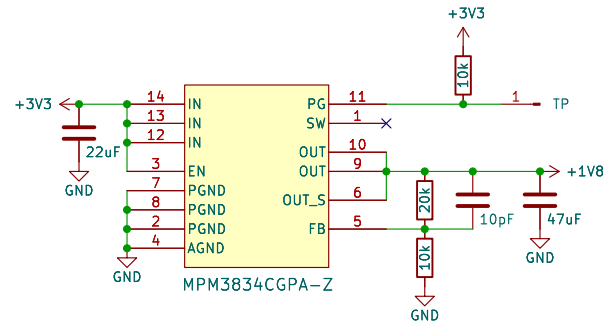 +3V3
10k
14 IN PG 11 1 TP
+3V3
13 IN SW 1
12 IN
22uF
OUT 10
3 EN OUT 9 +1V8
GND
7 PGND
OUT_S 6 20k
8 PGND
10pF 47uF
2 PGND FB 5
4 AGND
10k
GND
GND
MPM3834CGPA-Z
GND